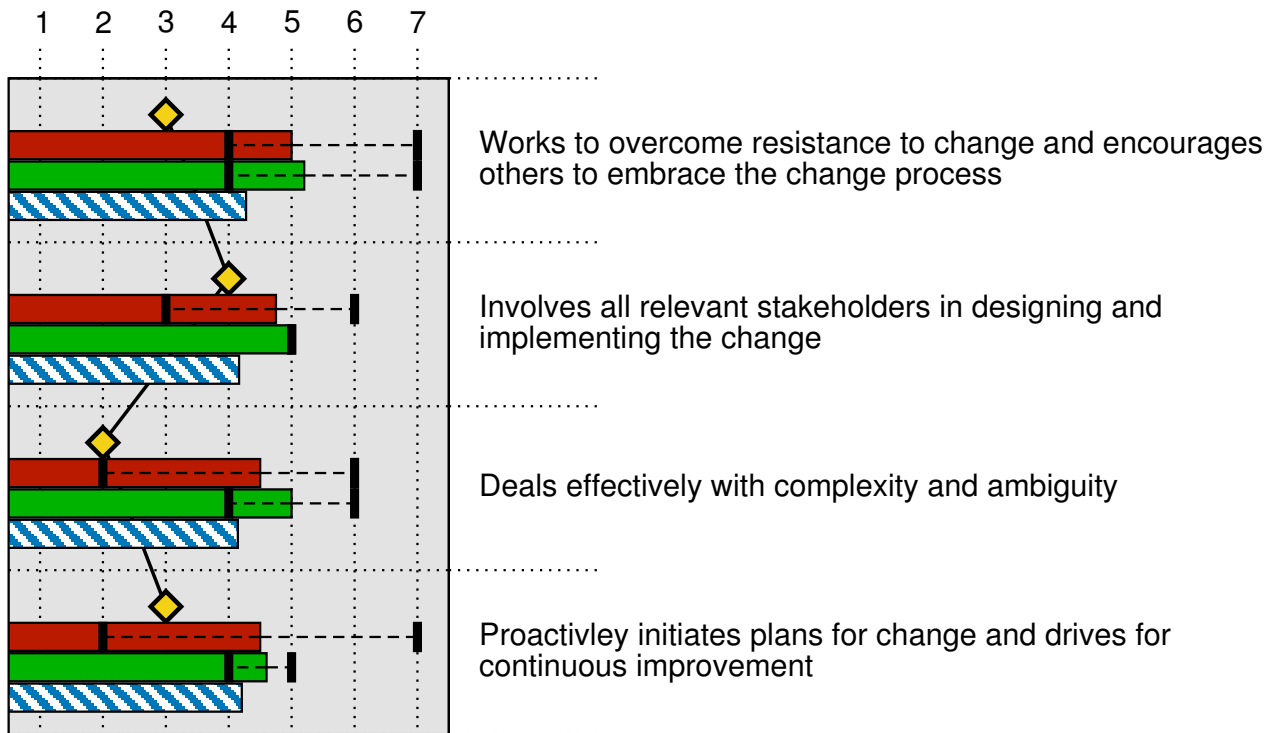 1 2 3 4 5 6 7
Works to overcome resistance to change and encourages
others to embrace the change process
Involves all relevant stakeholders in designing and
implementing the change
Deals effectively with complexity and ambiguity
Proactivley initiates plans for change and drives for
continuous improvement